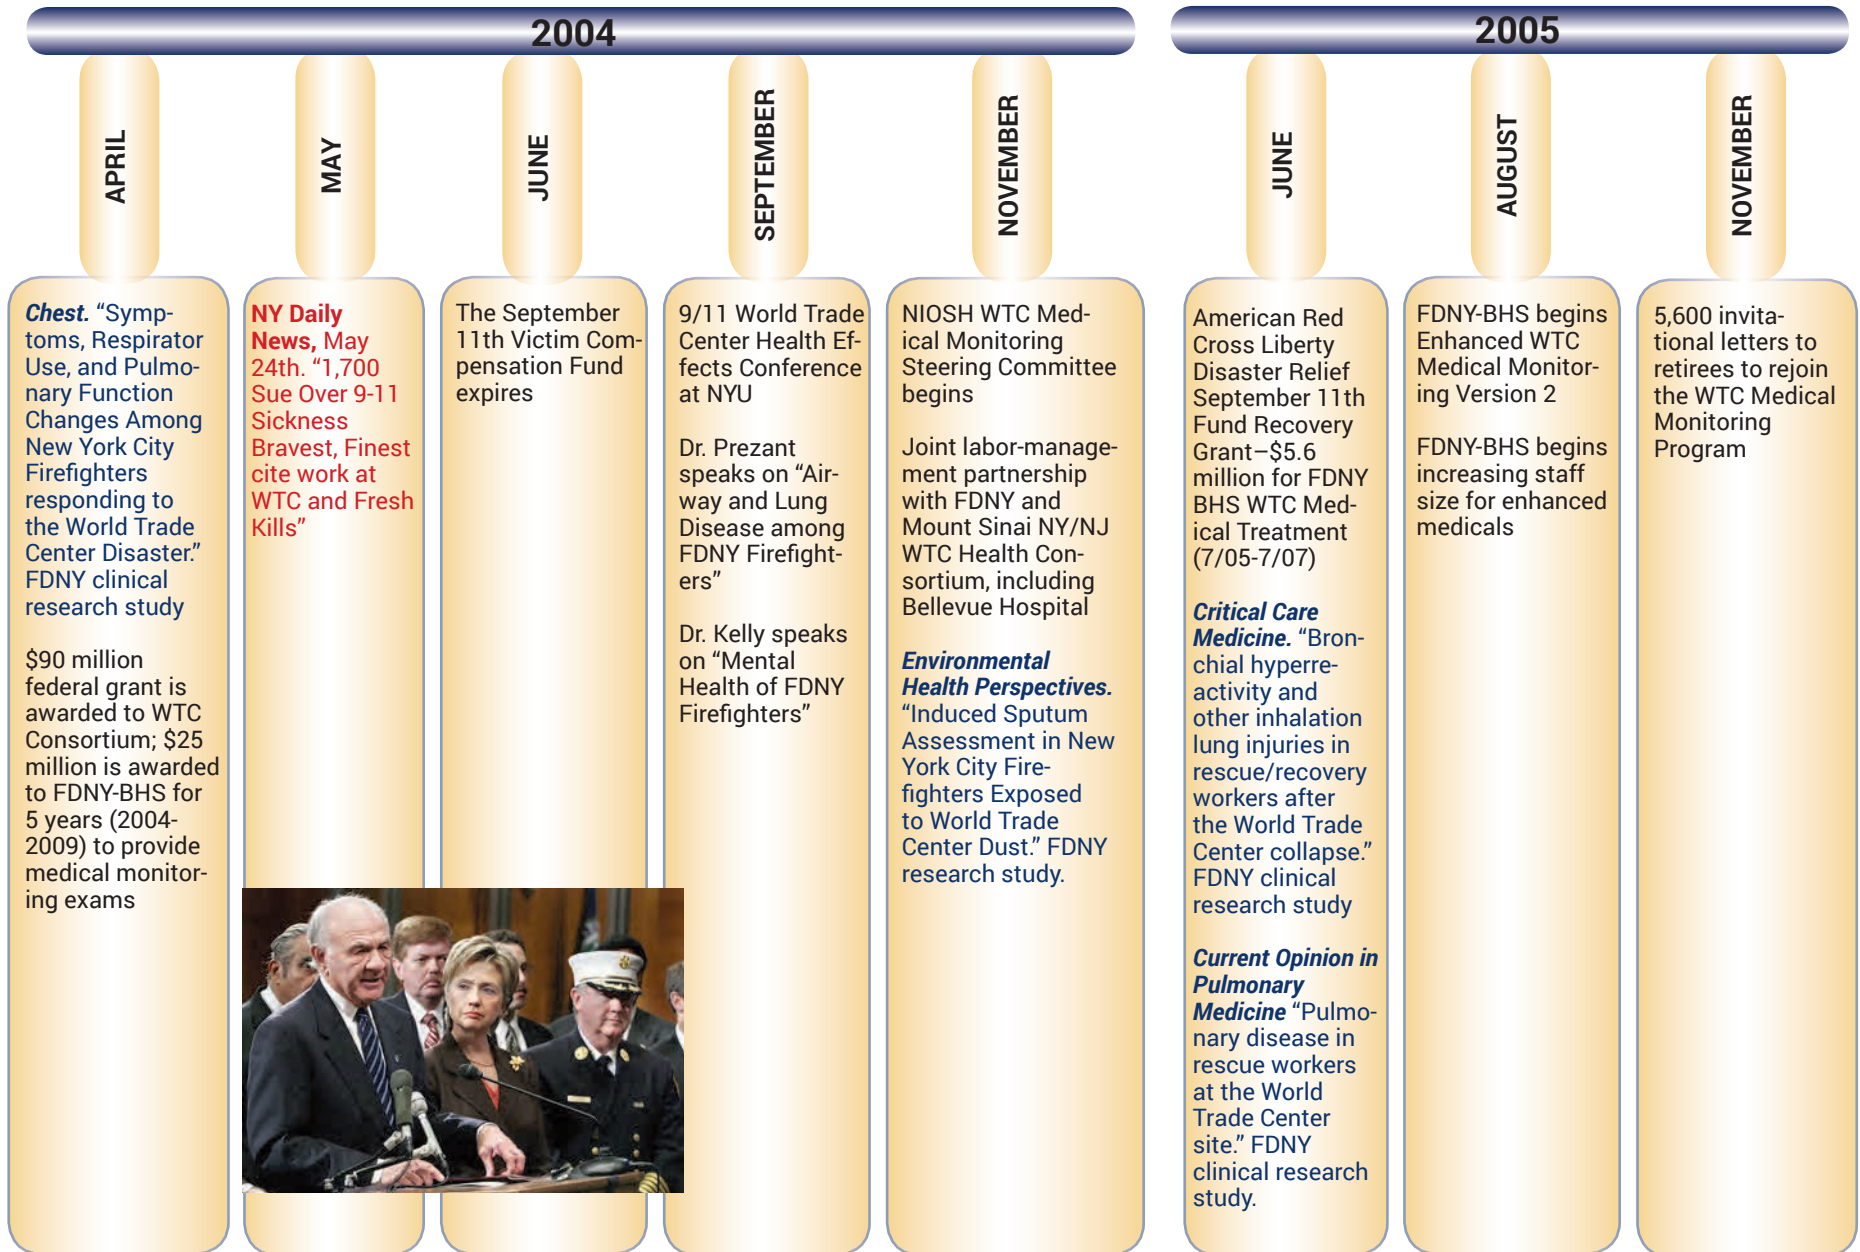 2004
2005
APRIL
Chest. “Symp-
toms, Respirator
Use, and Pulmo-
nary Function
Changes Among
New York City
Firefighters
responding to
the World Trade
Center Disaster.”
FDNY clinical
research study
$90 million
federal grant is
awarded to WTC
Consortium; $25
million is awarded
to FDNY-BHS for
5 years (2004-
2009) to provide
medical monitor-
ing exams
MAY
NY Daily
News, May
24th. “1,700
Sue Over 9-11
Sickness
Bravest, Finest
cite work at
WTC and Fresh
Kills”
JUNE
The September
11th Victim Com-
pensation Fund
expires
SEPTEMBER
9/11 World Trade
Center Health Ef-
fects Conference
at NYU
Dr. Prezant
speaks on “Air-
way and Lung
Disease among
FDNY Firefight-
ers”
Dr. Kelly speaks
on “Mental
Health of FDNY
Firefighters”
NOVEMBER
NIOSH WTC Med-
ical Monitoring
Steering Committee
begins
Joint labor-manage-
ment partnership
with FDNY and
Mount Sinai NY/NJ
WTC Health Con-
sortium, including
Bellevue Hospital
Environmental
Health Perspectives.
“Induced Sputum
Assessment in New
York City Fire-
fighters Exposed
to World Trade
Center Dust.” FDNY
research study.
JUNE
American Red
Cross Liberty
Disaster Relief
September 11th
Fund Recovery
Grant–$5.6
million for FDNY
BHS WTC Med-
ical Treatment
(7/05-7/07)
Critical Care
Medicine. “Bron-
chial hyperre-
activity and
other inhalation
lung injuries in
rescue/recovery
workers after
the World Trade
Center collapse.”
FDNY clinical
research study
Current Opinion in
Pulmonary
Medicine “Pulmo-
nary disease in
rescue workers
at the World
Trade Center
site.” FDNY
clinical research
study.
AUGUST
FDNY-BHS begins
Enhanced WTC
Medical Monitor-
ing Version 2
FDNY-BHS begins
increasing staff
size for enhanced
medicals
NOVEMBER
5,600 invita-
tional letters to
retirees to rejoin
the WTC Medical
Monitoring
Program